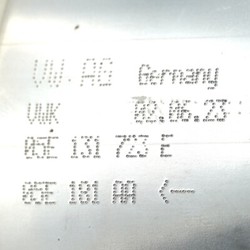 VW.AG Germany
VWK 02.06.23
05E 131 723 E
05E 181 AA <---